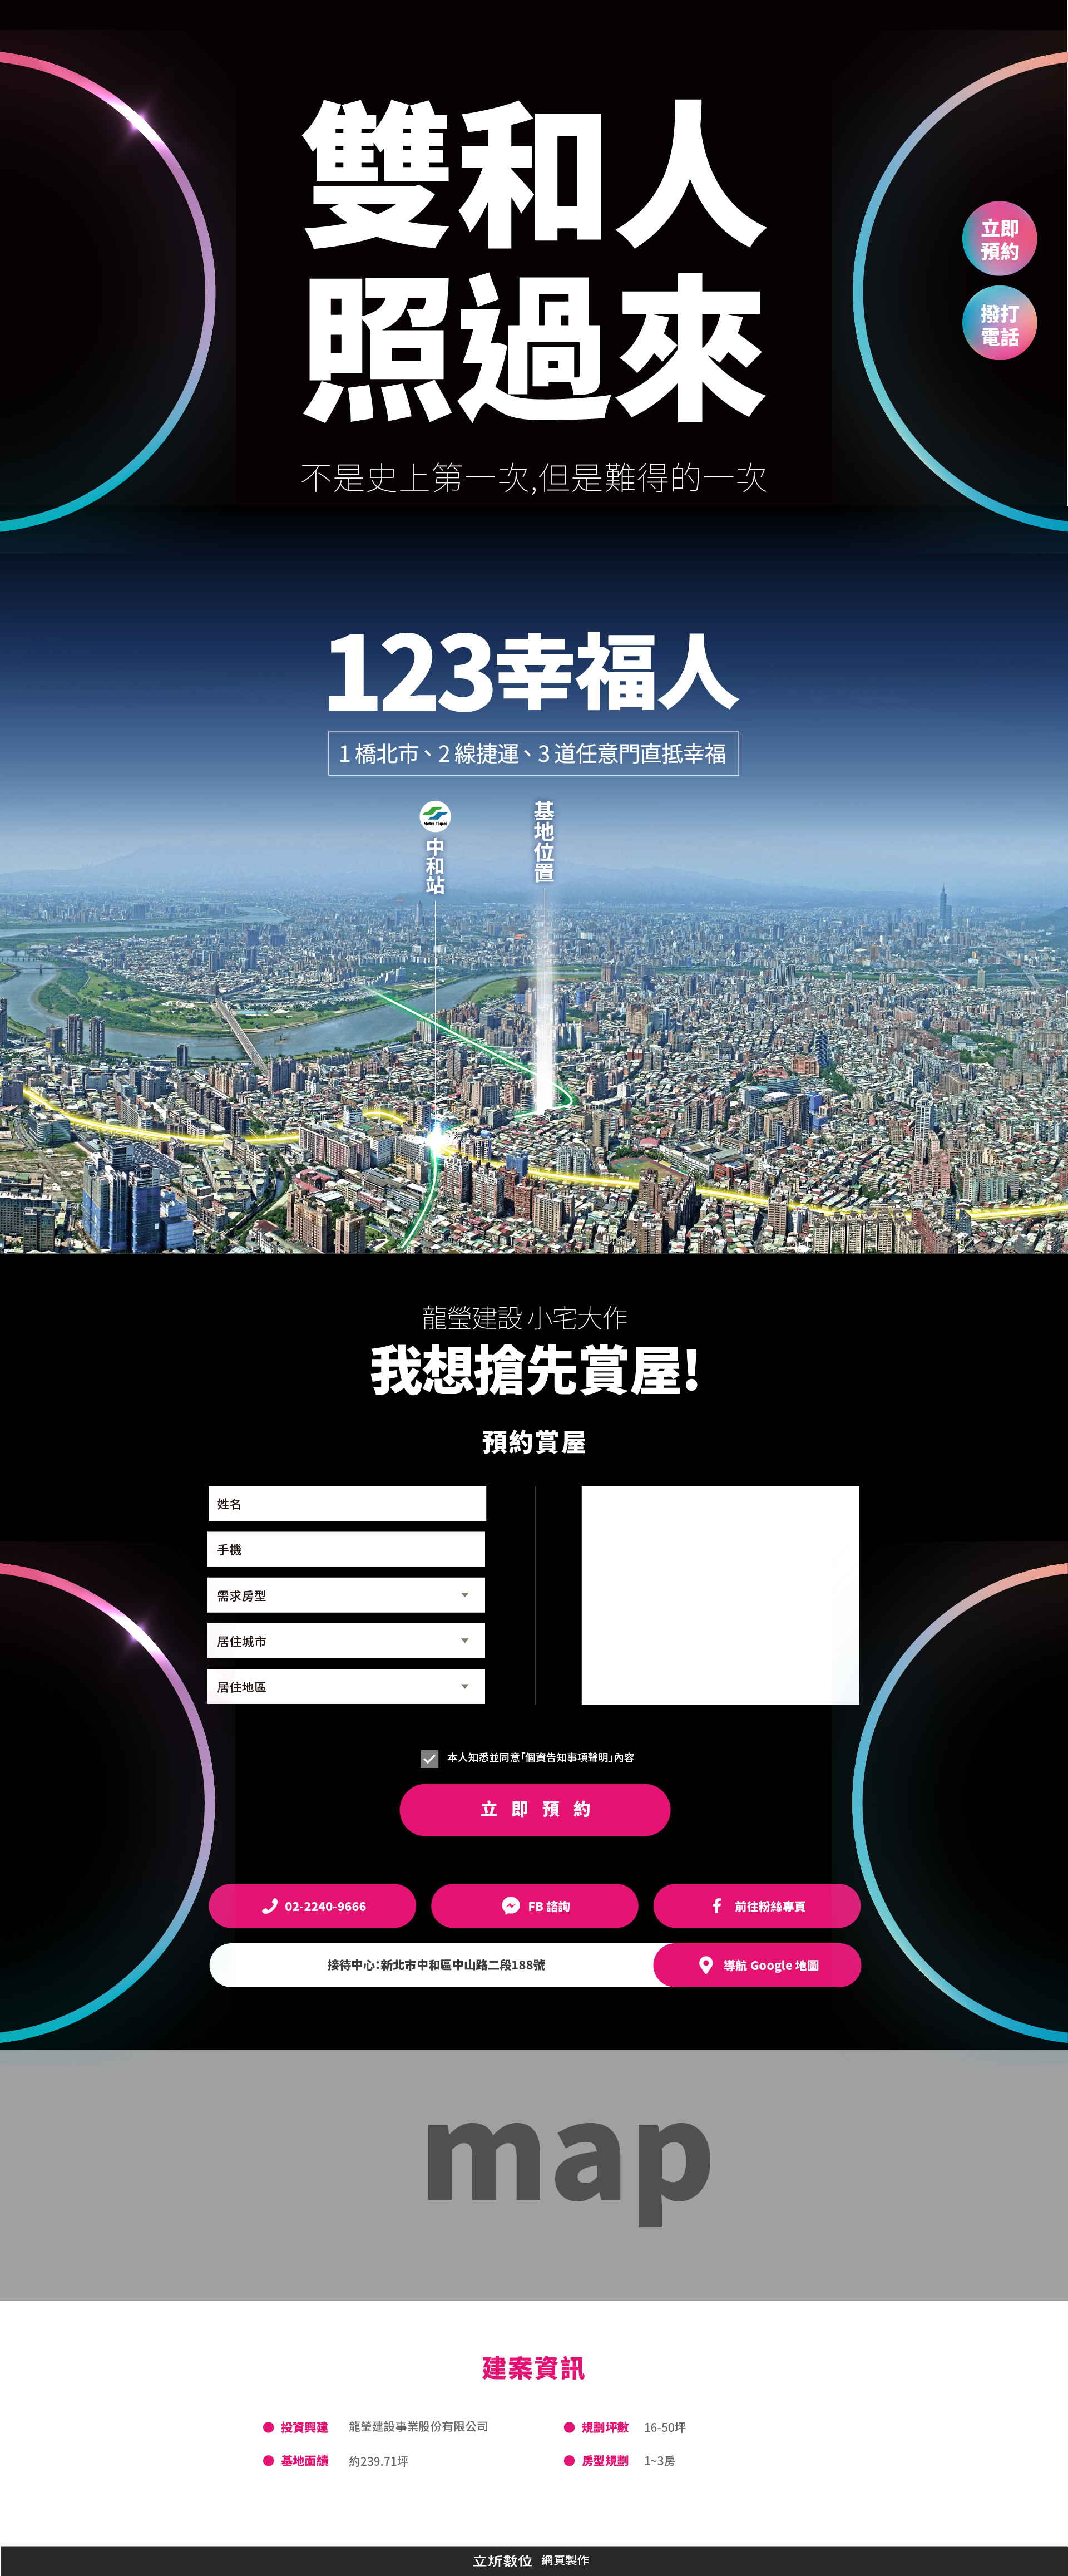 雙和人
照過來
立即
預約
撥打
電話
不是史上第一次,但是難得的一次
123幸福人
1 橋北市、2 線捷運、3 道任意門直抵幸福
Metro Taipei
中和站
基地位置
龍瑩建設 小宅大作
我想搶先賞屋!
預約賞屋
姓名
手機
需求房型
居住城市
居住地區
本人知悉並同意「個資告知事項聲明」內容
立 即 預 約
02-2240-9666
FB 諮詢
前往粉絲專頁
接待中心:新北市中和區中山路二段188號
導航 Google 地圖
map
建案資訊
投資興建 龍瑩建設事業股份有限公司
規劃坪數 16-50坪
基地面績 約239.71坪
房型規劃 1~3房
立炘數位 網頁製作